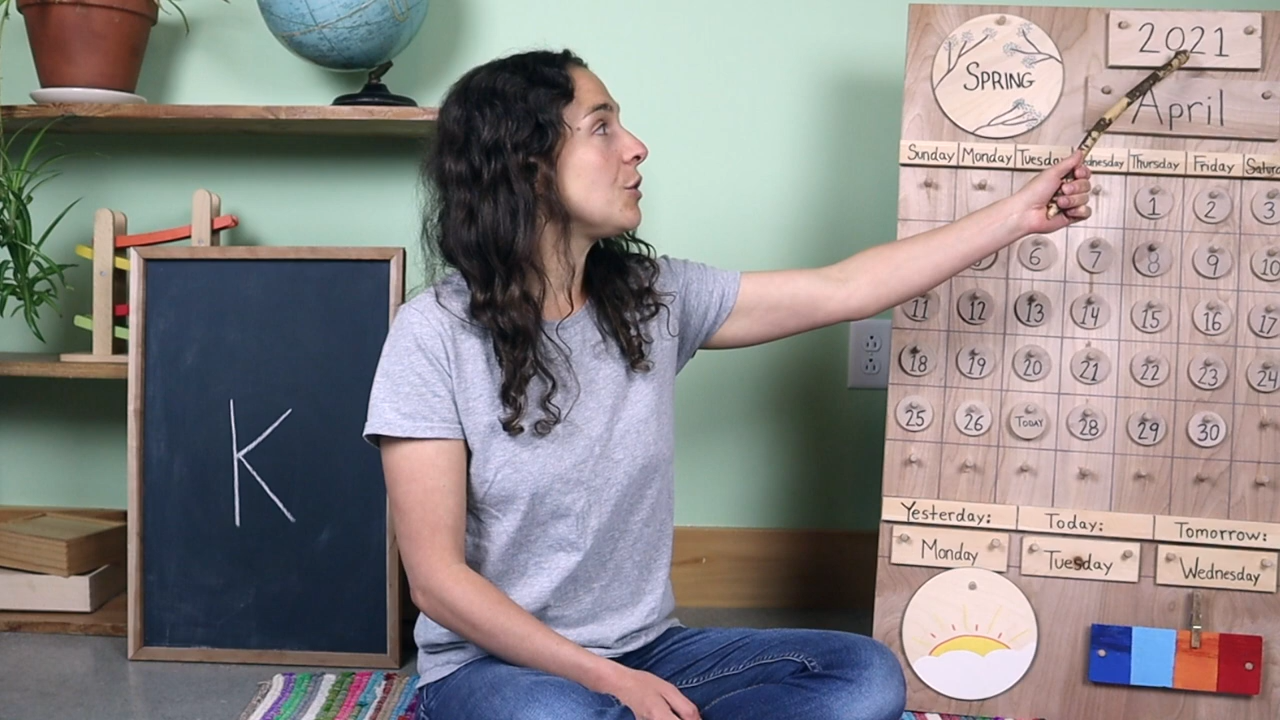 K
SPRING
2021
April
Sunday Monday Tuesday Thursday Friday
1 2 3
6 7 8 9 10
11 12 13 14 15 16 17
18 19 20 21 22 23 24
25 26 TODAY 28 29 30
Yesterday: Today: Tomorrow:
Monday Tuesday Wednesday